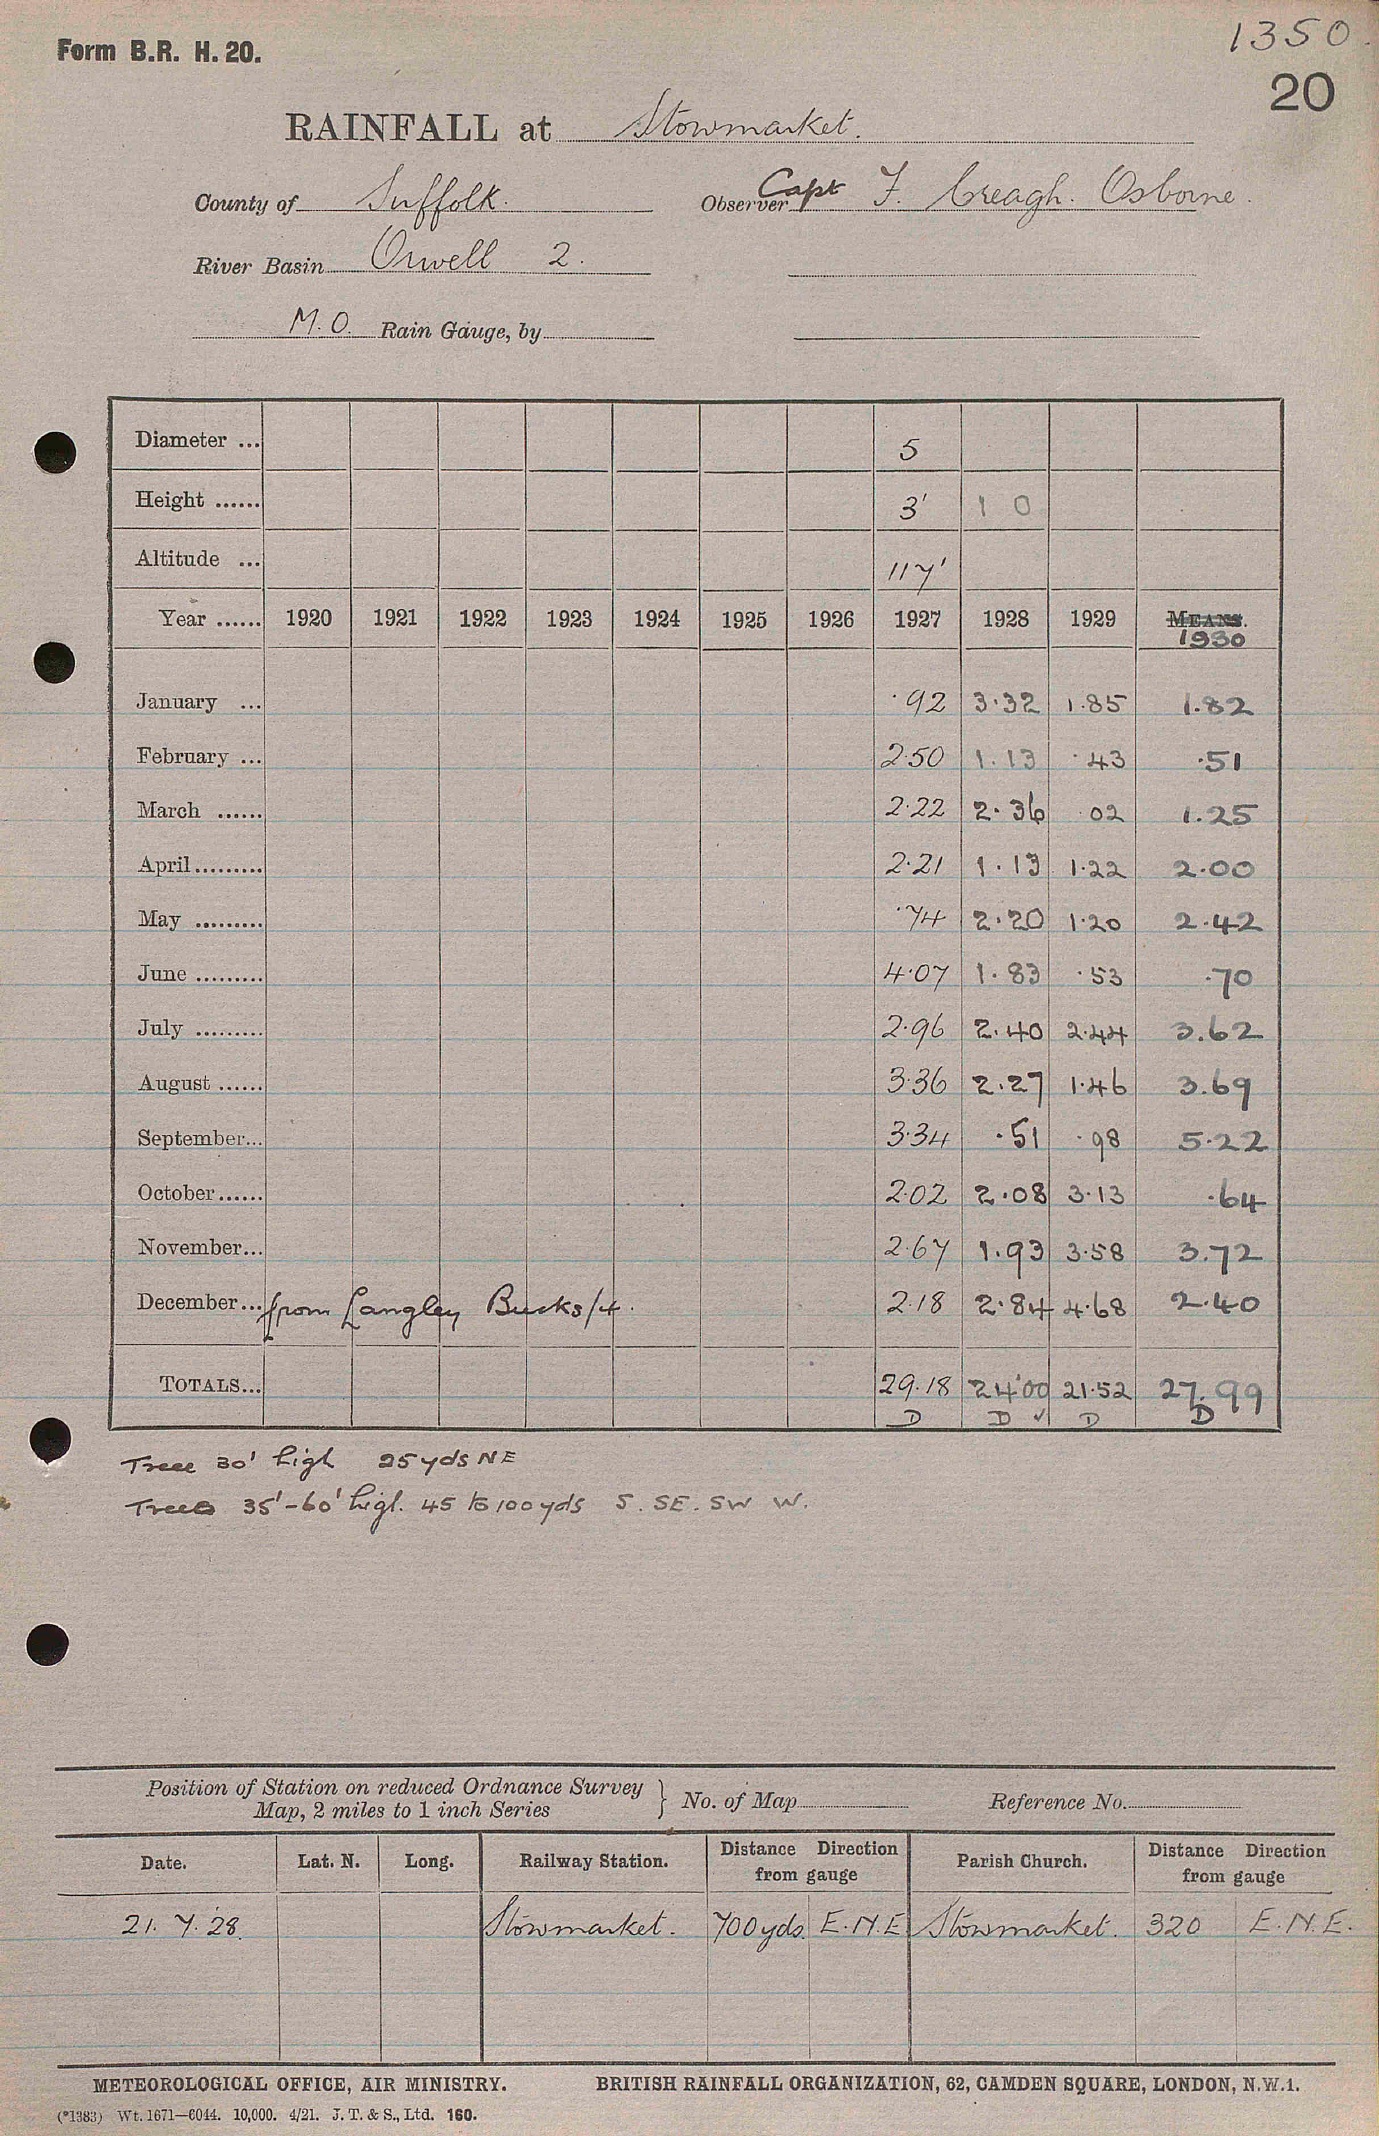 1350.
Form B.R. H. 20.
20
RAINFALL at Stowmarket.
County of Suffolk. Observer Capt F. Creagh. Osborne.
River Basin Orwell 2.
M.O. Rain Gauge, by
Diameter ... 5
Height ...... 3' 1 0
Altitude ... 117'
Year ...... 1920 1921 1922 1923 1924 1925 1926 1927 1928 1929 MEANS. 1930
January ... .92 3.32 1.85 1.82
February ... 2.50 1.13 .43 .51
March ...... 2.22 2.36 .02 1.25
April......... 2.21 1.13 1.22 2.00
May ......... .74 2.20 1.20 2.42
June ......... 4.07 1.83 .53 .70
July ......... 2.96 2.40 2.44 3.62
August ...... 3.36 2.27 1.46 3.69
September... 3.34 .51 .98 5.22
October...... 2.02 2.08 3.13 .64
November... 2.67 1.93 3.58 3.72
December... from Langley Bucks/4. 2.18 2.84 4.68 2.40
TOTALS... 29.18 24.00 21.52 27.99
D D ✓ D D
Tree 30' high 25yds NE
Trees 35'-60' high. 45 to 100yds S. SE. SW W.
Position of Station on reduced Ordnance Survey
Map, 2 miles to 1 inch Series } No. of Map Reference No.
Date. Lat. N. Long. Railway Station. Distance from gauge Direction Parish Church. Distance from gauge Direction
21. 7. 28. Stowmarket. 700yds. E.N.E Stowmarket. 320 E.N.E.
METEOROLOGICAL OFFICE, AIR MINISTRY. BRITISH RAINFALL ORGANIZATION, 62, CAMDEN SQUARE, LONDON, N.W.1.
(*1383) Wt. 1671—6044. 10,000. 4/21. J. T. & S., Ltd. 160.